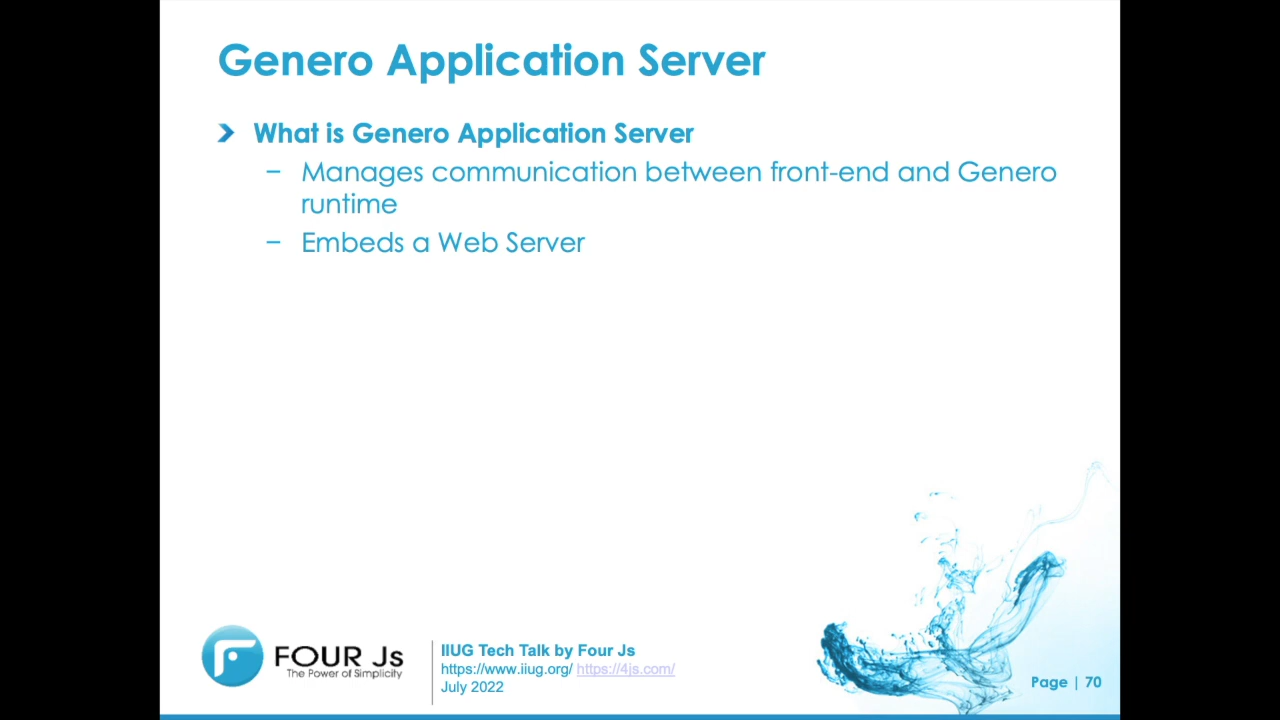 Genero Application Server
What is Genero Application Server
– Manages communication between front-end and Genero
runtime
– Embeds a Web Server
FOUR Js
The Power of Simplicity
IIUG Tech Talk by Four Js
https://www.iiug.org/ https://4js.com/
July 2022
Page | 70